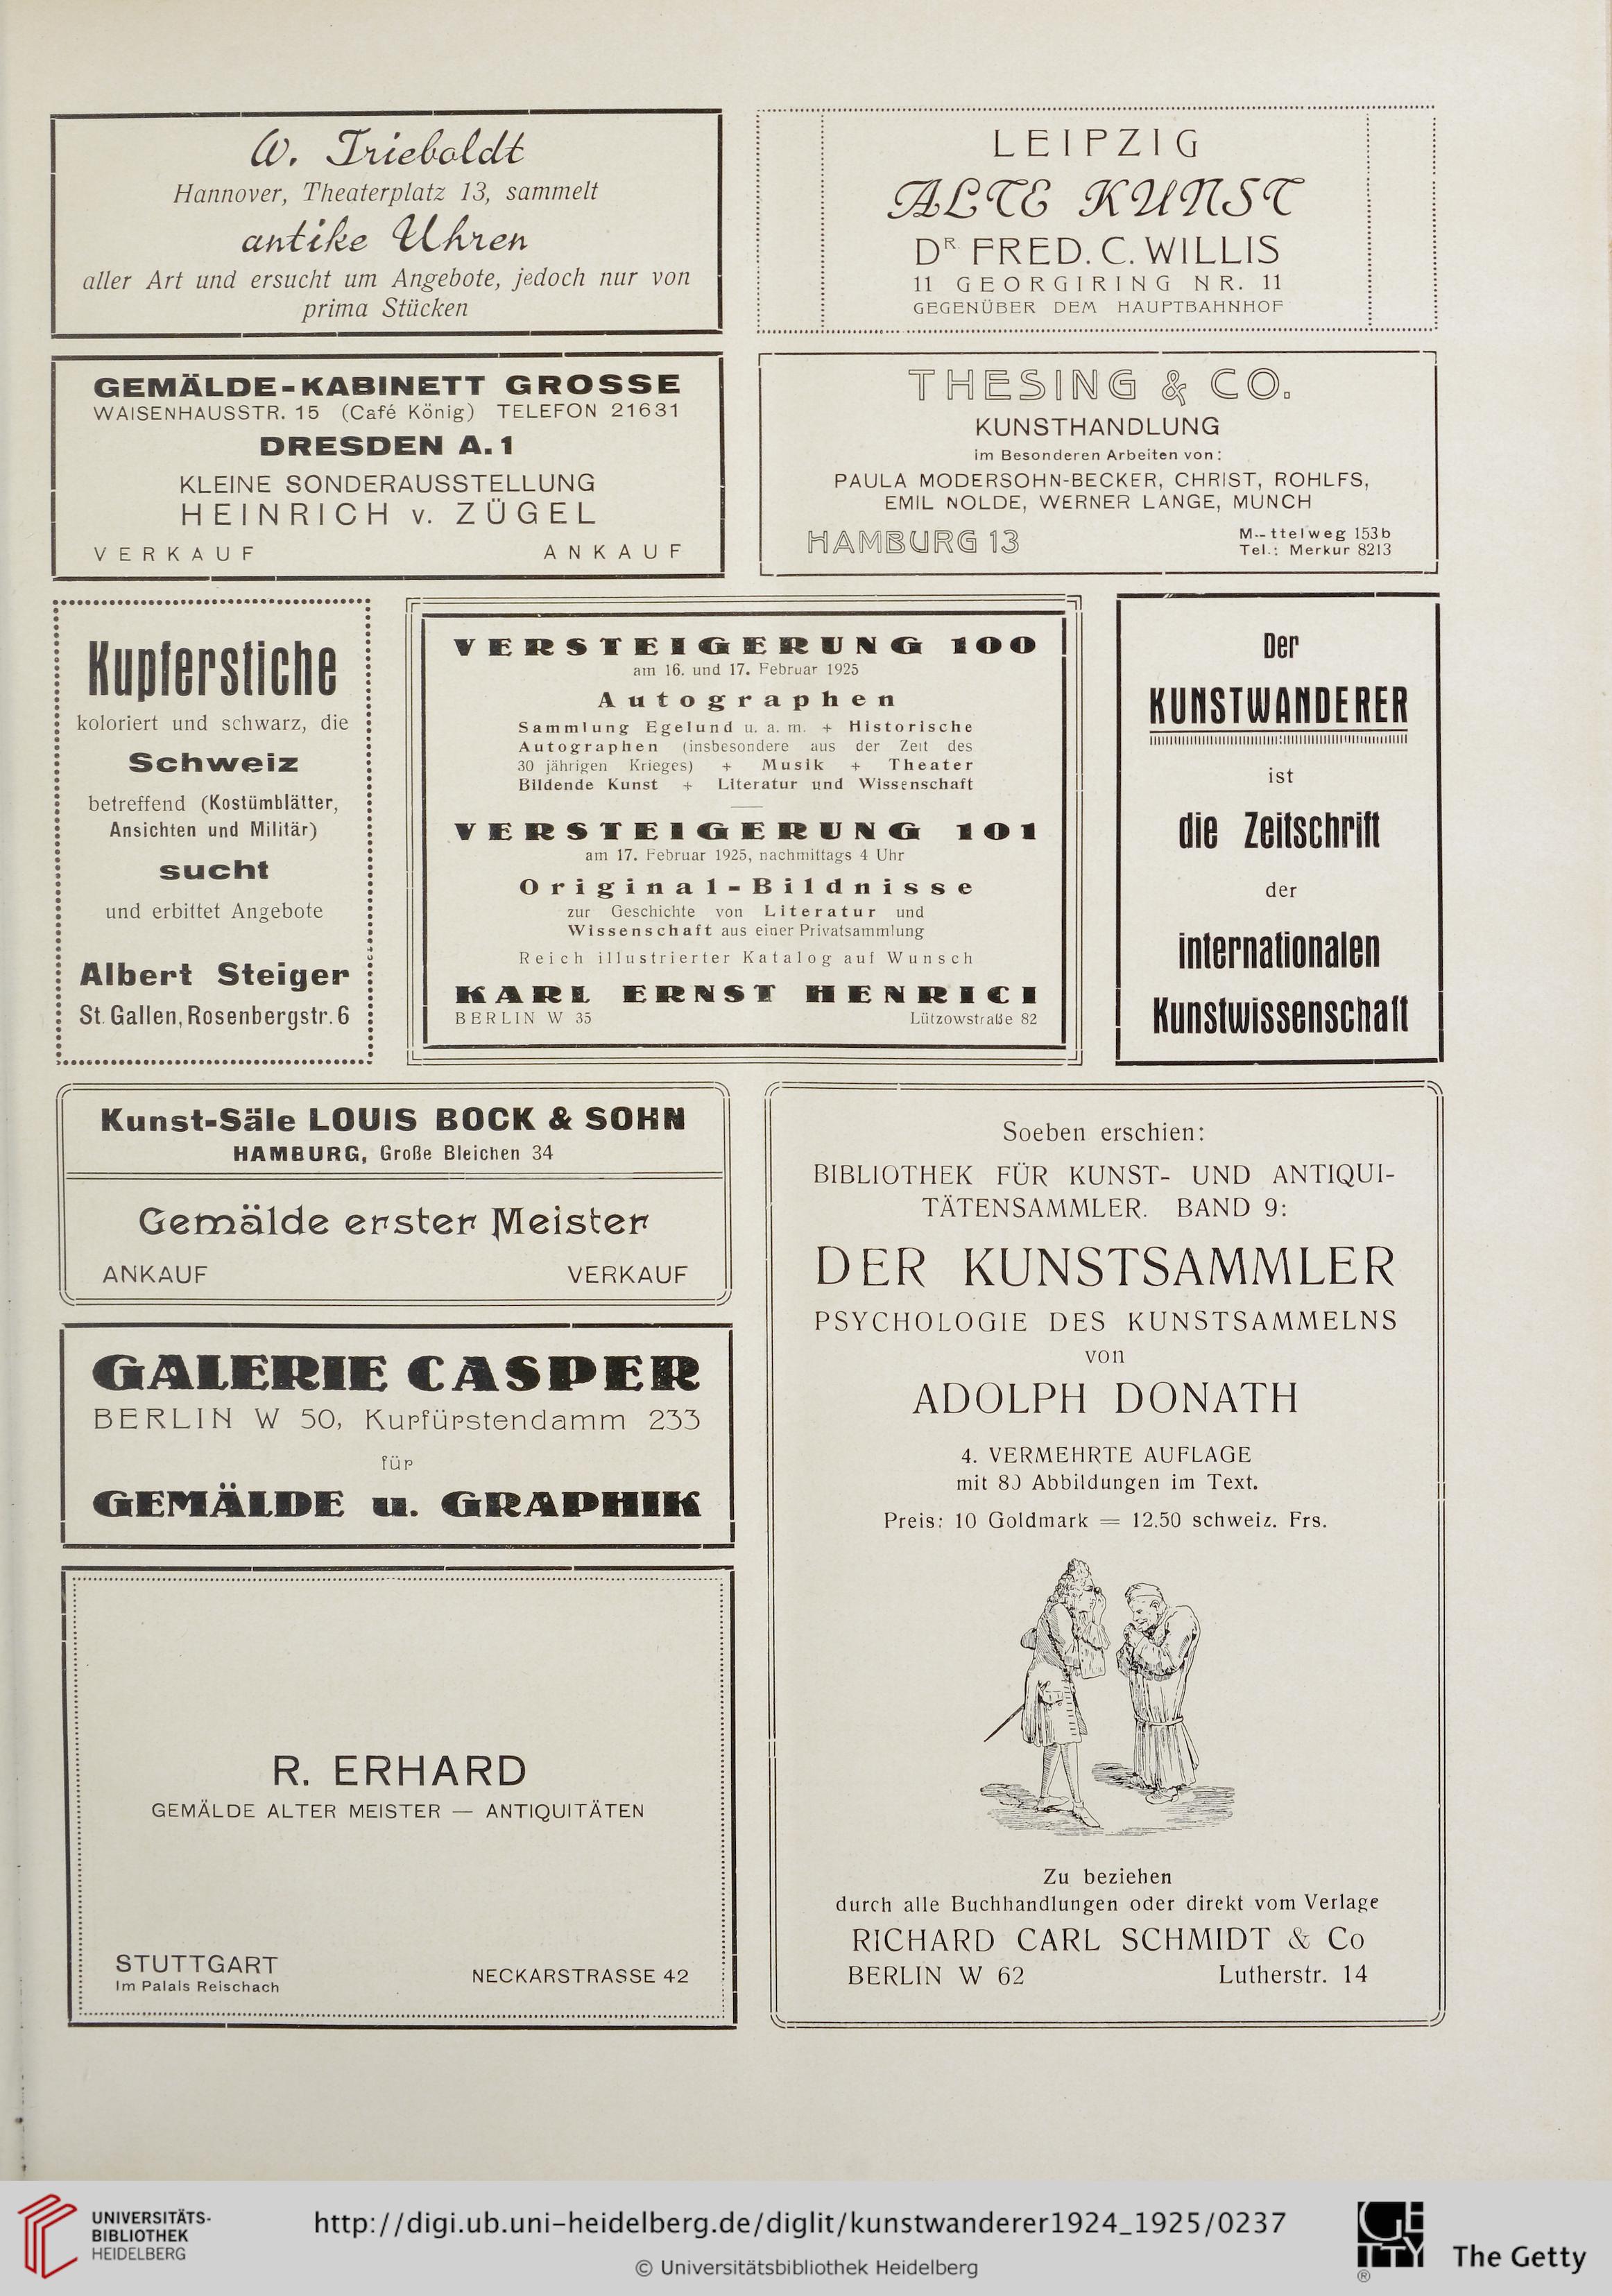 W. Trieboldt
Hannover, Theaterplatz 13, sammelt
antike Uhren
aller Art und ersucht um Angebote, jedoch nur von
prima Stücken
LEIPZIG
ALTE KUNST
DR. FRED. C. WILLIS
11 GEORGIRING NR. 11
GEGENÜBER DEM HAUPTBAHNHOF
GEMÄLDE-KABINETT GROSSE
WAISENHAUSSTR. 15 (Café König) TELEFON 21631
DRESDEN A. 1
KLEINE SONDERAUSSTELLUNG
HEINRICH v. ZÜGEL
VERKAUF ANKAUF
THESING & CO.
KUNSTHANDLUNG
im Besonderen Arbeiten von:
PAULA MODERSOHN-BECKER, CHRIST, ROHLFS,
EMIL NOLDE, WERNER LANGE, MUNCH
HAMBURG 13
M--ttelweg 153b
Tel.: Merkur 8213
Kupferstiche
koloriert und schwarz, die
Schweiz
betreffend (Kostümblätter,
Ansichten und Militär)
sucht
und erbittet Angebote
Albert Steiger
St. Gallen, Rosenbergstr. 6
VERSTEIGERUNG 100
am 16. und 17. Februar 1925
Autographen
Sammlung Egelund u. a. m. + Historische
Autographen (insbesondere aus der Zeit des
30 jährigen Krieges) + Musik + Theater
Bildende Kunst + Literatur und Wissenschaft
VERSTEIGERUNG 101
am 17. Februar 1925, nachmittags 4 Uhr
Original-Bildnisse
zur Geschichte von Literatur und
Wissenschaft aus einer Privatsammlung
Reich illustrierter Katalog auf Wunsch
KARL ERNST HENRICI
BERLIN W 35 Lützowstraße 82
Der
KUNSTWANDERER
ist
die Zeitschrift
der
internationalen
Kunstwissenschaft
Kunst-Säle LOUIS BOCK & SOHN
HAMBURG, Große Bleichen 34
Gemälde erster Meister
ANKAUF VERKAUF
GALERIE CASPER
BERLIN W 50, Kurfürstendamm 233
für
GEMÄLDE u. GRAPHIK
R. ERHARD
GEMÄLDE ALTER MEISTER — ANTIQUITÄTEN
STUTTGART
Im Palais Reischach
NECKARSTRASSE 42
Soeben erschien:
BIBLIOTHEK FÜR KUNST- UND ANTIQUI-
TÄTENSAMMLER. BAND 9:
DER KUNSTSAMMLER
PSYCHOLOGIE DES KUNSTSAMMELNS
von
ADOLPH DONATH
4. VERMEHRTE AUFLAGE
mit 80 Abbildungen im Text.
Preis: 10 Goldmark = 12.50 schweiz. Frs.
Zu beziehen
durch alle Buchhandlungen oder direkt vom Verlage
RICHARD CARL SCHMIDT & Co
BERLIN W 62 Lutherstr. 14
UNIVERSITÄTS-
BIBLIOTHEK
HEIDELBERG
http://digi.ub.uni-heidelberg.de/diglit/kunstwanderer1924_1925/0237
© Universitätsbibliothek Heidelberg
GETTY
®
The Getty